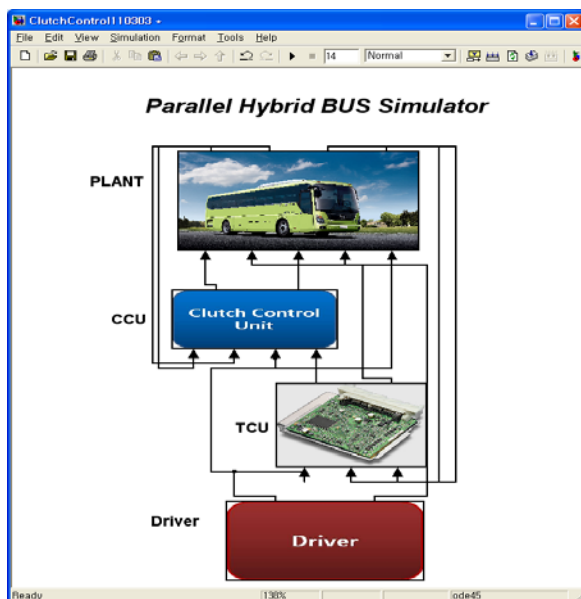 ClutchControl110303 *
File Edit View Simulation Format Tools Help
14 Normal
Parallel Hybrid BUS Simulator
PLANT
CCU
Clutch Control
Unit
TCU
Driver
Driver
Ready 138% ode45